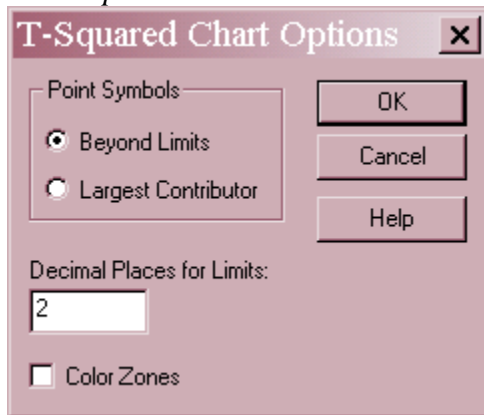 T-Squared Chart Options
Point Symbols
Beyond Limits
Largest Contributor
OK
Cancel
Help
Decimal Places for Limits:
2
Color Zones